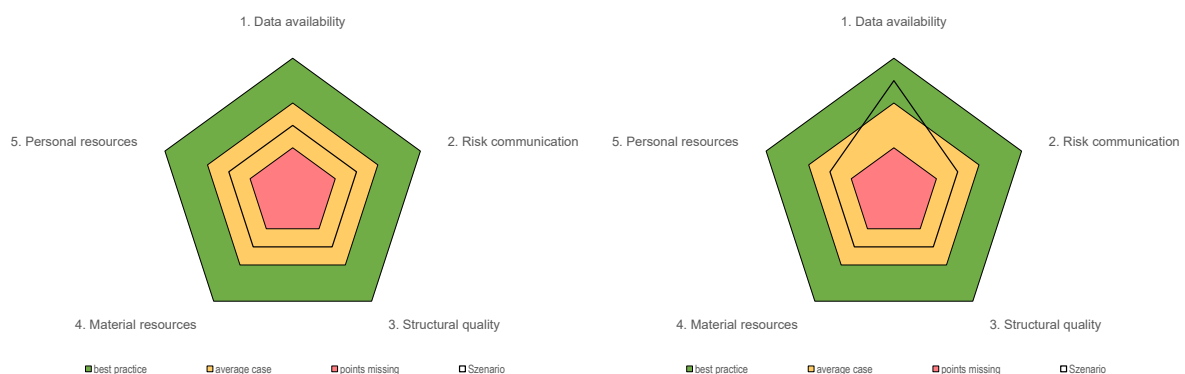 1. Data availability
5. Personal resources
2. Risk communication
4. Material resources
3. Structural quality
best practice
average case
points missing
Szenario
1. Data availability
5. Personal resources
2. Risk communication
4. Material resources
3. Structural quality
best practice
average case
points missing
Szenario